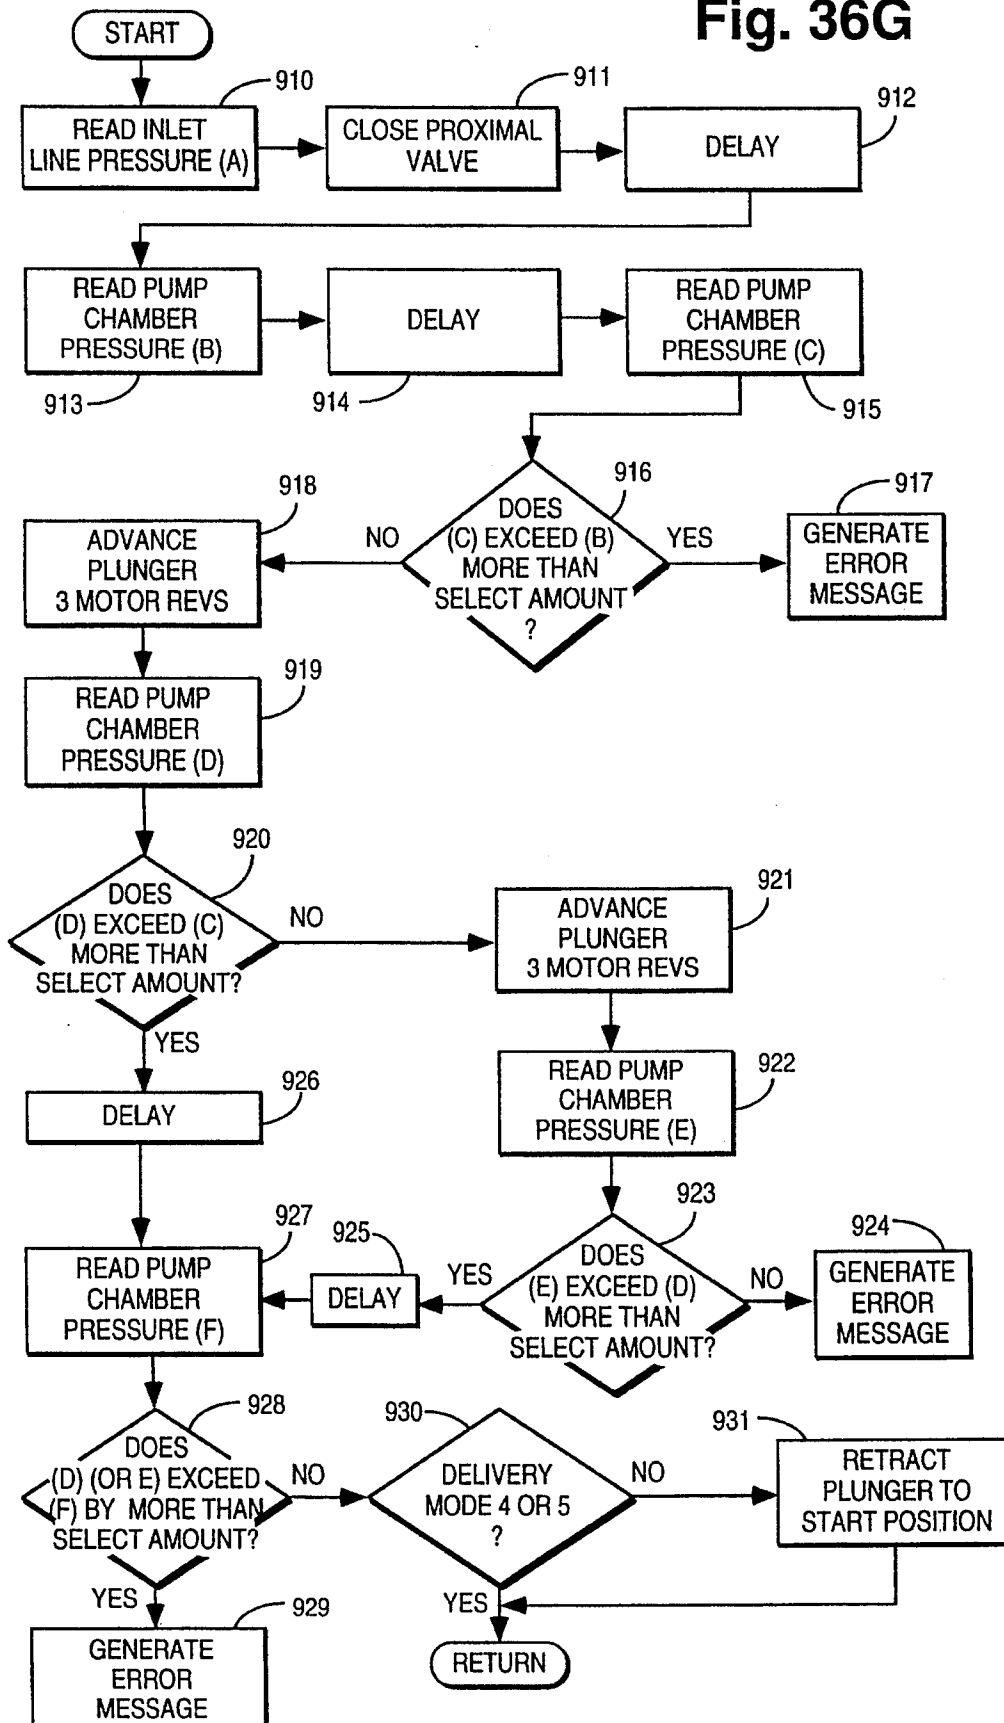 Fig. 36G
START
910
READ INLET
LINE PRESSURE (A)
911
CLOSE PROXIMAL
VALVE
912
DELAY
READ PUMP
CHAMBER
PRESSURE (B)
913
DELAY
914
READ PUMP
CHAMBER
PRESSURE (C)
915
916
DOES
(C) EXCEED (B)
MORE THAN
SELECT AMOUNT
?
YES
917
GENERATE
ERROR
MESSAGE
NO
918
ADVANCE
PLUNGER
3 MOTOR REVS
919
READ PUMP
CHAMBER
PRESSURE (D)
920
DOES
(D) EXCEED (C)
MORE THAN
SELECT AMOUNT?
NO
921
ADVANCE
PLUNGER
3 MOTOR REVS
922
READ PUMP
CHAMBER
PRESSURE (E)
923
DOES
(E) EXCEED (D)
MORE THAN
SELECT AMOUNT?
NO
924
GENERATE
ERROR
MESSAGE
YES
925
DELAY
YES
926
DELAY
927
READ PUMP
CHAMBER
PRESSURE (F)
928
DOES
(D) (OR E) EXCEED
(F) BY MORE THAN
SELECT AMOUNT?
YES
929
GENERATE
ERROR
MESSAGE
NO
930
DELIVERY
MODE 4 OR 5
?
NO
931
RETRACT
PLUNGER TO
START POSITION
YES
RETURN